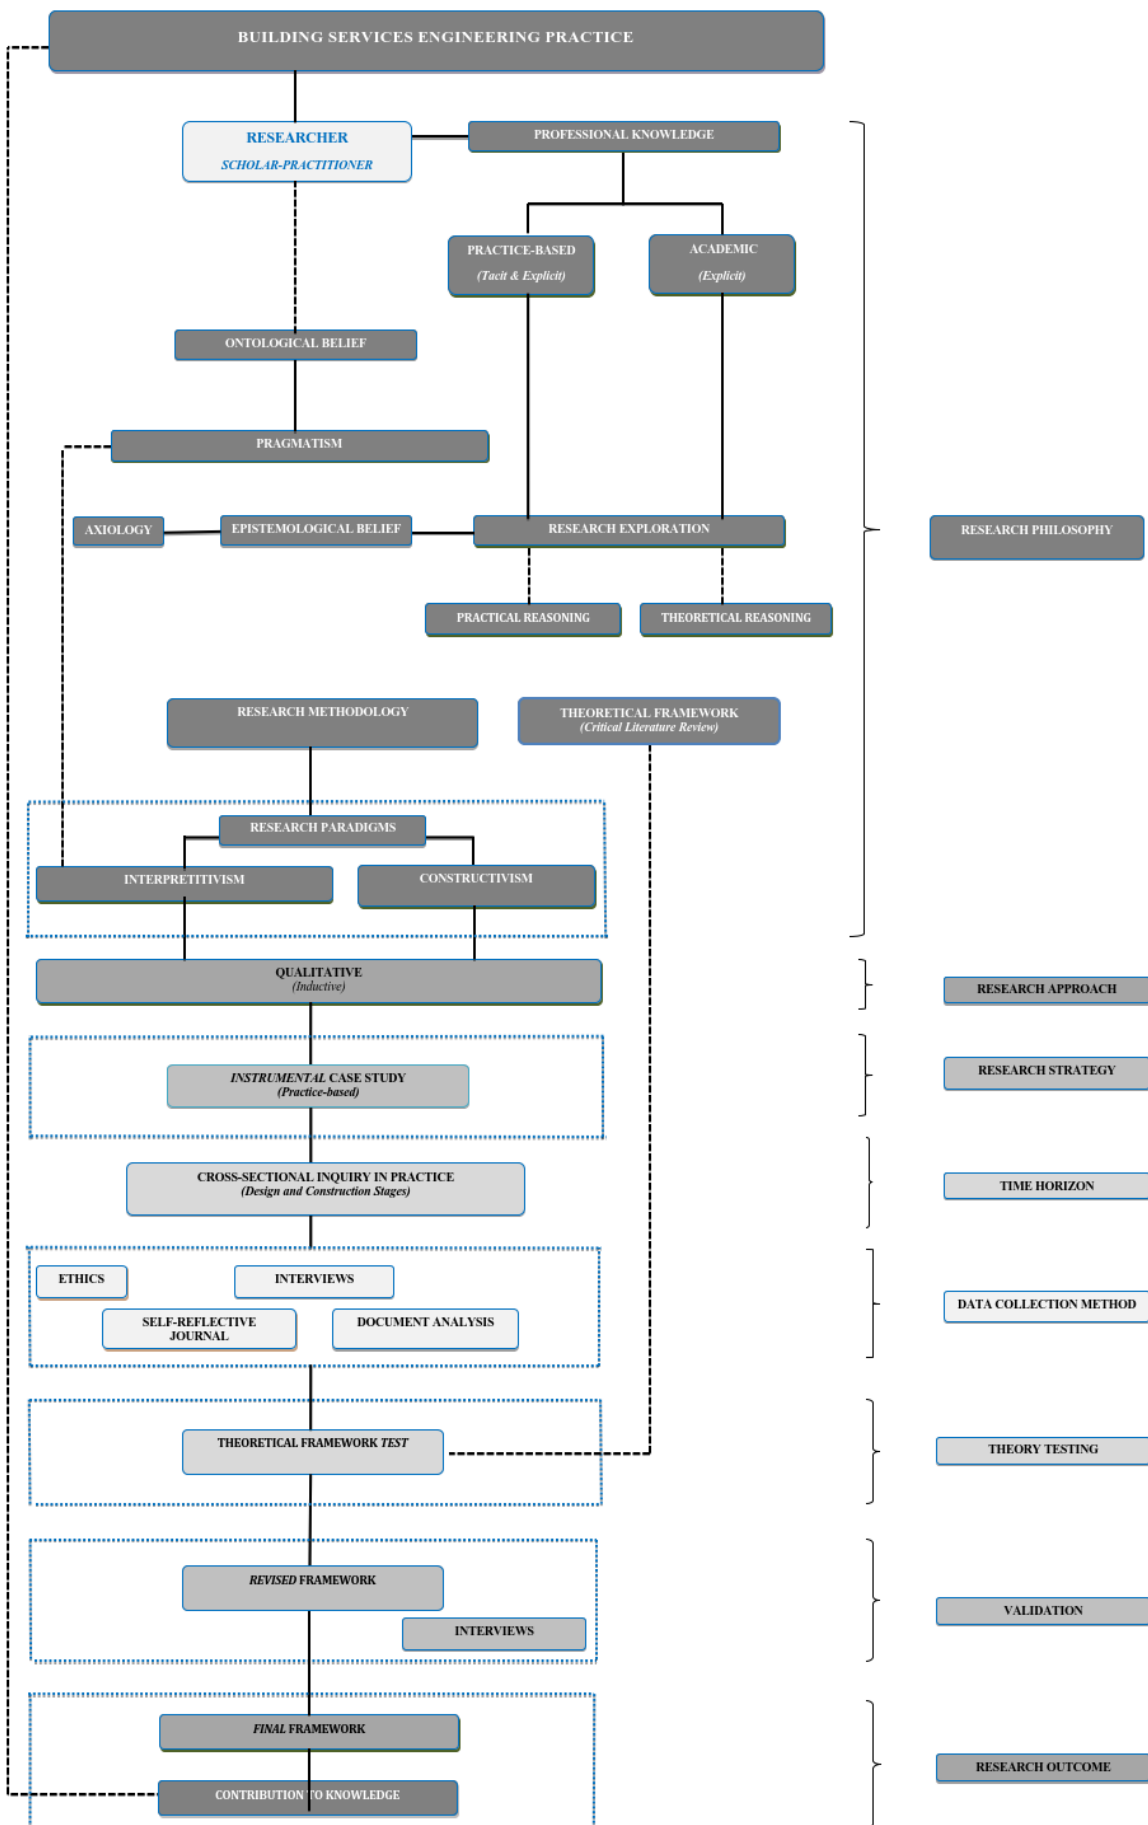 BUILDING SERVICES ENGINEERING PRACTICE
RESEARCHER
SCHOLAR-PRACTITIONER
PROFESSIONAL KNOWLEDGE
PRACTICE-BASED
(Tacit & Explicit)
ACADEMIC
(Explicit)
ONTOLOGICAL BELIEF
PRAGMATISM
AXIOLOGY
EPISTEMOLOGICAL BELIEF
RESEARCH EXPLORATION
RESEARCH PHILOSOPHY
PRACTICAL REASONING
THEORETICAL REASONING
RESEARCH METHODOLOGY
THEORETICAL FRAMEWORK
(Critical Literature Review)
RESEARCH PARADIGMS
INTERPRETITIVISM
CONSTRUCTIVISM
QUALITATIVE
(Inductive)
RESEARCH APPROACH
INSTRUMENTAL CASE STUDY
(Practice-based)
RESEARCH STRATEGY
CROSS-SECTIONAL INQUIRY IN PRACTICE
(Design and Construction Stages)
TIME HORIZON
ETHICS
INTERVIEWS
SELF-REFLECTIVE
JOURNAL
DOCUMENT ANALYSIS
DATA COLLECTION METHOD
THEORETICAL FRAMEWORK TEST
THEORY TESTING
REVISED FRAMEWORK
INTERVIEWS
VALIDATION
FINAL FRAMEWORK
CONTRIBUTION TO KNOWLEDGE
RESEARCH OUTCOME